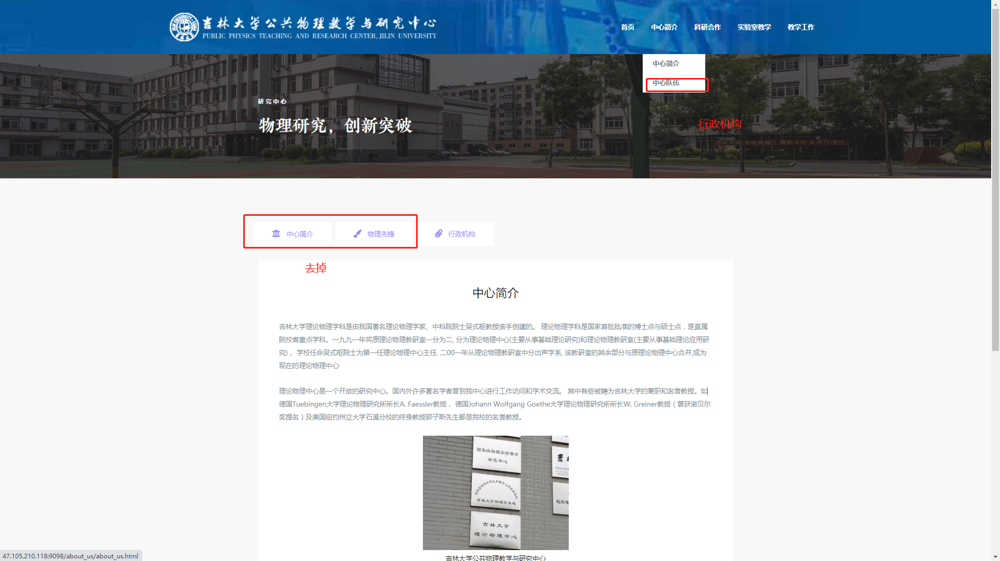 吉林大学公共物理教学与研究中心
PUBLIC PHYSICS TEACHING AND RESEARCH CENTER, JILIN UNIVERSITY
首页 中心简介 科研合作 实验室教学 教学工作
中心简介
中心队伍
研究中心
物理研究，创新突破
行政机构
中心简介 物理先锋 行政机构
去掉
中心简介
吉林大学理论物理学科是由我国著名理论物理学家、中科院院士吴式枢教授亲手创建的。 理论物理学科是国家首批批准的博士点与硕士点，是直属
院校省重点学科。一九九一年将原理论物理教研室一分为二, 分为理论物理中心(主要从事基础理论研究)和理论物理教研室(主要从事基础理论应用研
究)， 学校任命吴式枢院士为第一任理论物理中心主任. 二00一年从理论物理教研室中分出声学系, 该教研室的其余部分与原理论物理中心合并,成为
现在的理论物理中心
理论物理中心是一个开放的研究中心。国内外许多著名学者曾到我中心进行工作访问和学术交流。 其中有些被聘为吉林大学的兼职和名誉教授。如
德国Tuebingen大学理论物理研究所所长A. Faessler教授， 德国Johann Wolfgang Goethe大学理论物理研究所所长W. Greiner教授（曾获诺贝尔
奖提名）及美国纽约州立大学石溪分校的终身教授郭子斯先生都是我校的名誉教授。
国家级物理实验教学
示范中心
吉林
国家基础科学研究和教学人才培养基地
吉林大学物理学基地
超级电
吉林大学
理论物理中心
吉林大学公共物理教学与研究中心
47.105.210.118:9098/about_us/about_us.html